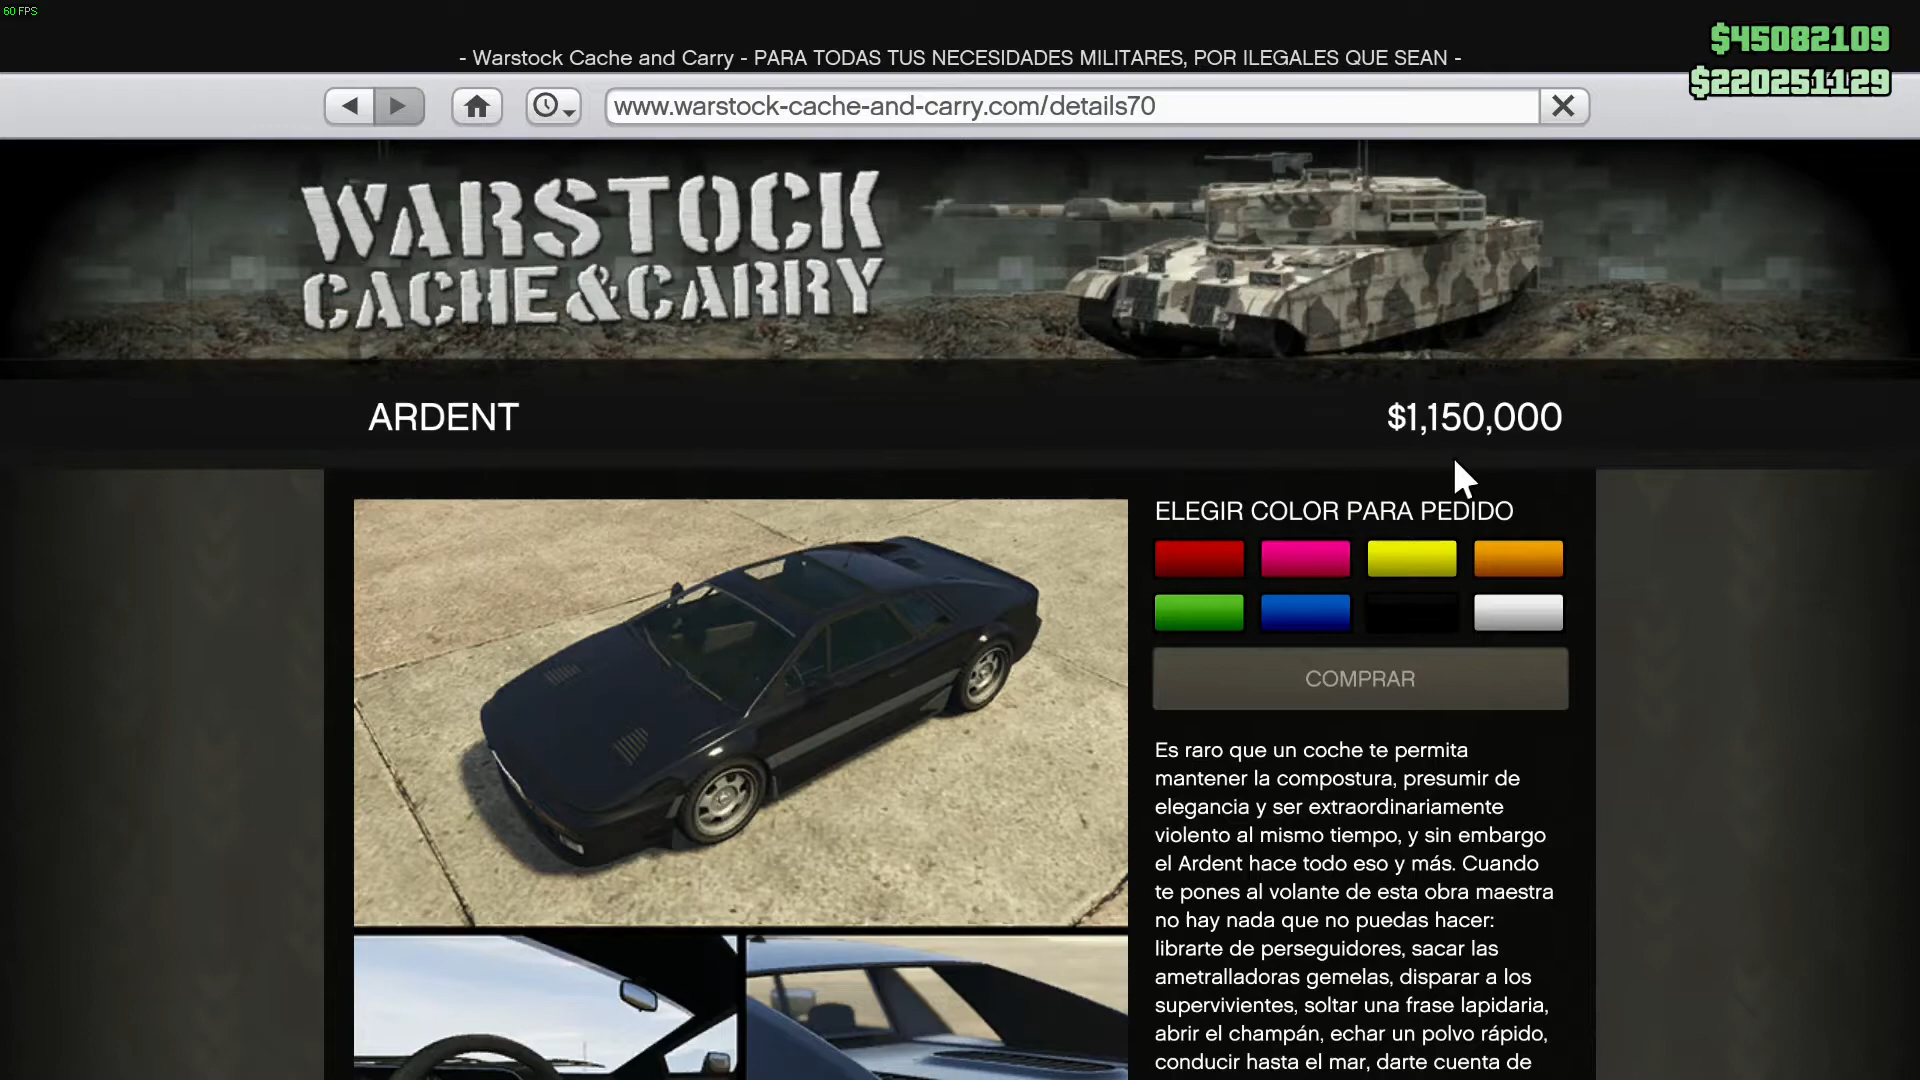 60 FPS
$45082109
- Warstock Cache and Carry - PARA TODAS TUS NECESIDADES MILITARES, POR ILEGALES QUE SEAN -
$220251129
www.warstock-cache-and-carry.com/details70
WARSTOCK
CACHE&CARRY
ARDENT
$1,150,000
ELEGIR COLOR PARA PEDIDO
COMPRAR
Es raro que un coche te permita
mantener la compostura, presumir de
elegancia y ser extraordinariamente
violento al mismo tiempo, y sin embargo
el Ardent hace todo eso y más. Cuando
te pones al volante de esta obra maestra
no hay nada que no puedas hacer:
librarte de perseguidores, sacar las
ametralladoras gemelas, disparar a los
supervivientes, soltar una frase lapidaria,
abrir el champán, echar un polvo rápido,
conducir hasta el mar, darte cuenta de